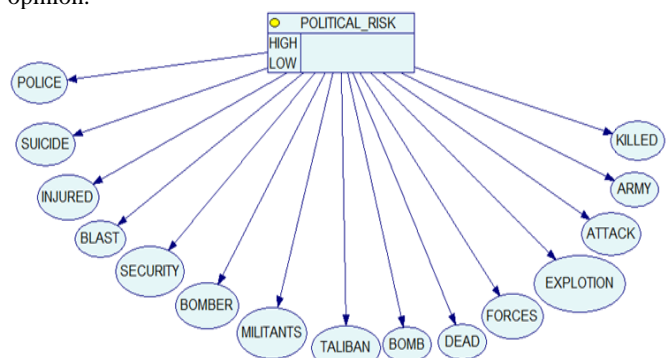 opinion.
POLITICAL_RISK
HIGH
LOW
POLICE
SUICIDE
INJURED
BLAST
SECURITY
BOMBER
MILITANTS
TALIBAN
BOMB
DEAD
FORCES
EXPLOTION
ATTACK
ARMY
KILLED